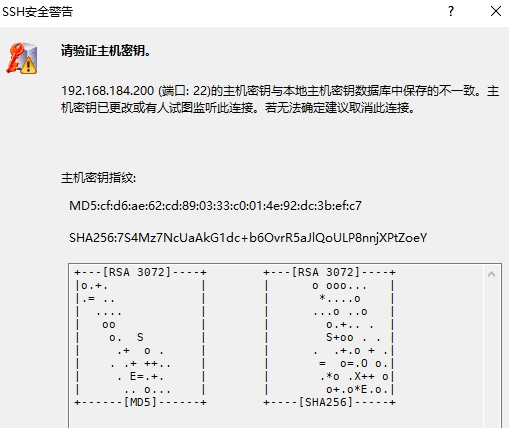 SSH安全警告
请验证主机密钥。
192.168.184.200 (端口: 22)的主机密钥与本地主机密钥数据库中保存的不一致。主
机密钥已更改或有人试图监听此连接。若无法确定建议取消此连接。
主机密钥指纹:
MD5:cf:d6:ae:62:cd:89:03:33:c0:01:4e:92:dc:3b:ef:c7
SHA256:7S4Mz7NcUaAkG1dc+b6OvrR5aJlQoULP8nnjXPtZoeY
+---[RSA 3072]----+        +---[RSA 3072]----+
|o.+.             |        |      o ooo...   |
|.= ..            |        |       *....o    |
|  ....           |        |      ...o ..o   |
|   oo            |        |        o.+.. .  |
|    o.  S        |        |        S+oo . . |
|     .+  o .     |        |      .  .+.o + .|
|    . .+ ++..    |        |       =  o=.O o.|
|     . E=.+.     |        |       .*o .X++ o|
|      .. o...    |        |        o+.o*E.o.|
+------[MD5]------+        +----[SHA256]-----+